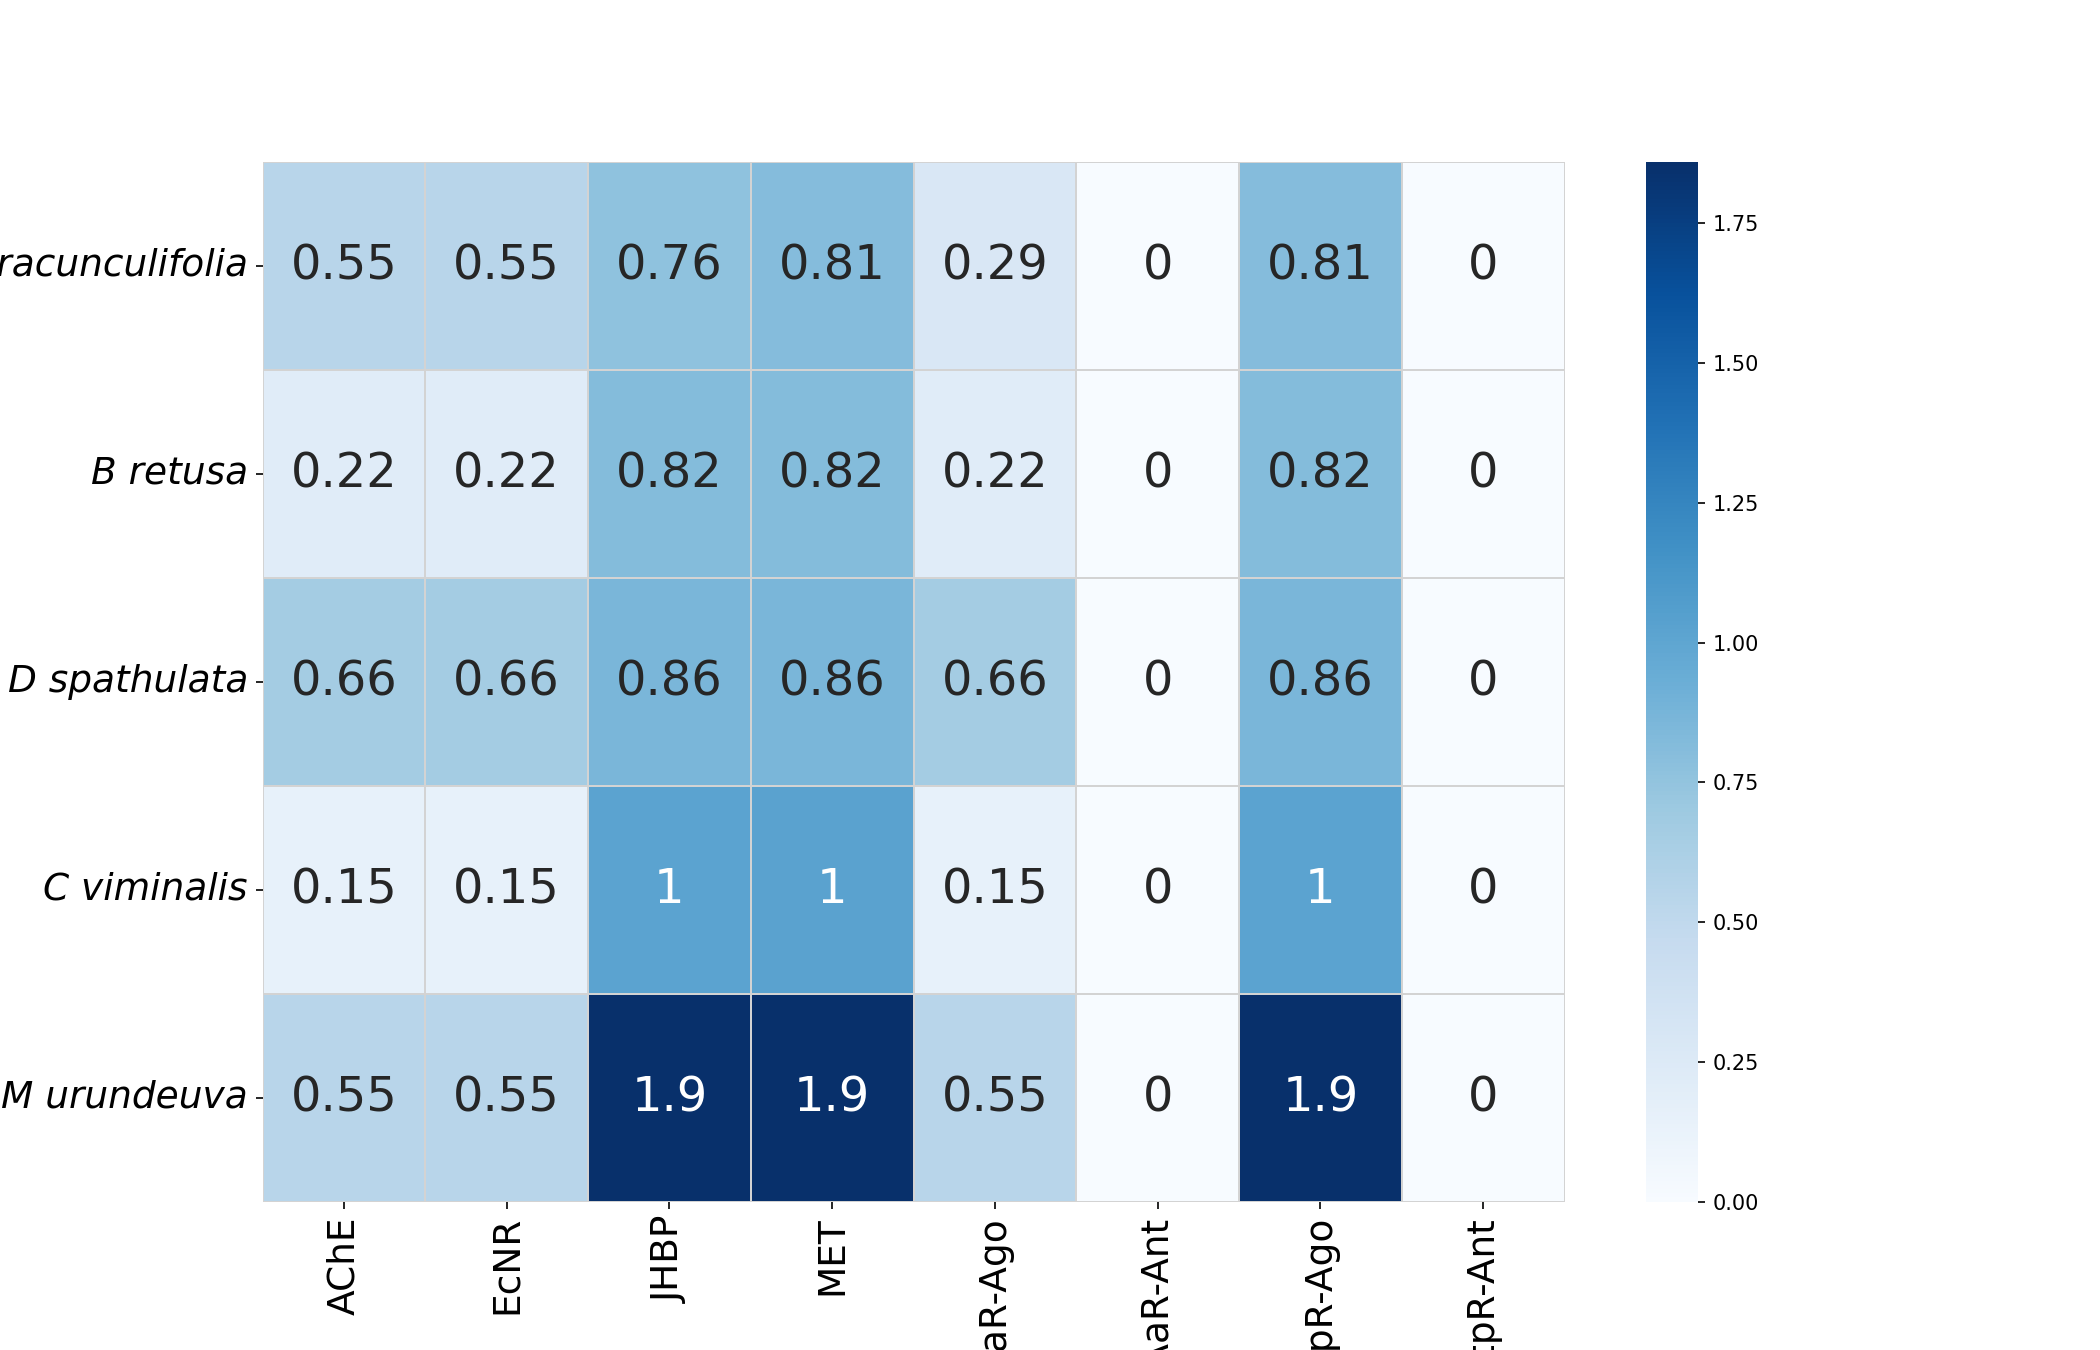 racunculifolia 0.55 0.55 0.76 0.81 0.29 0 0.81 0
B retusa 0.22 0.22 0.82 0.82 0.22 0 0.82 0
D spathulata 0.66 0.66 0.86 0.86 0.66 0 0.86 0
C viminalis 0.15 0.15 1 1 0.15 0 1 0
M urundeuva 0.55 0.55 1.9 1.9 0.55 0 1.9 0
AChE EcNR JHBP MET aR-Ago aR-Ant pR-Ago pR-Ant
1.75
1.50
1.25
1.00
0.75
0.50
0.25
0.00